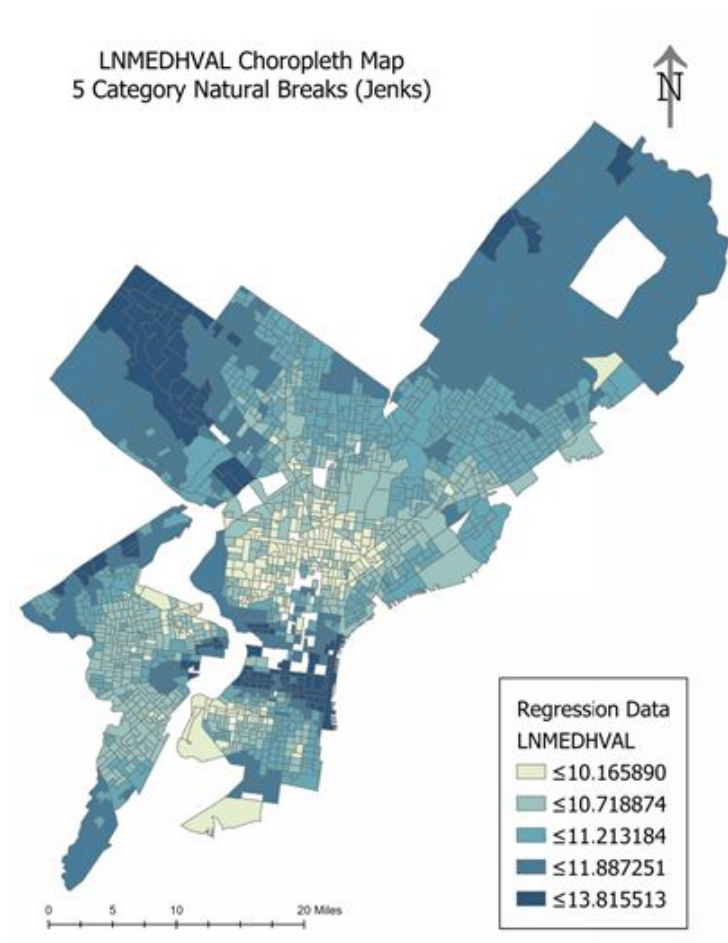 LNMEDHVAL Choropleth Map
5 Category Natural Breaks (Jenks)
N
Regression Data
LNMEDHVAL
≤10.165890
≤10.718874
≤11.213184
≤11.887251
≤13.815513
0 5 10 20 Miles